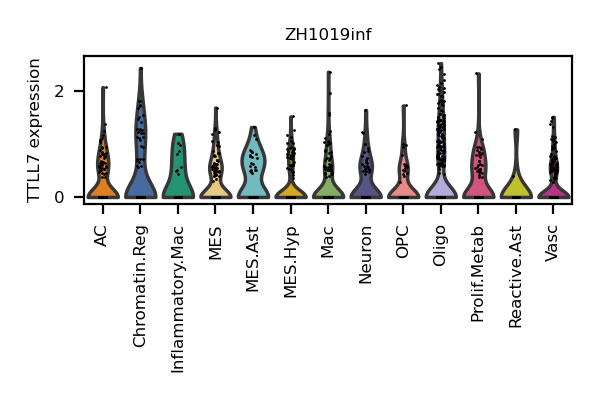 ZH1019inf
TTLL7 expression
2
0
AC
Chromatin.Reg
Inflammatory.Mac
MES
MES.Ast
MES.Hyp
Mac
Neuron
OPC
Oligo
Prolif.Metab
Reactive.Ast
Vasc